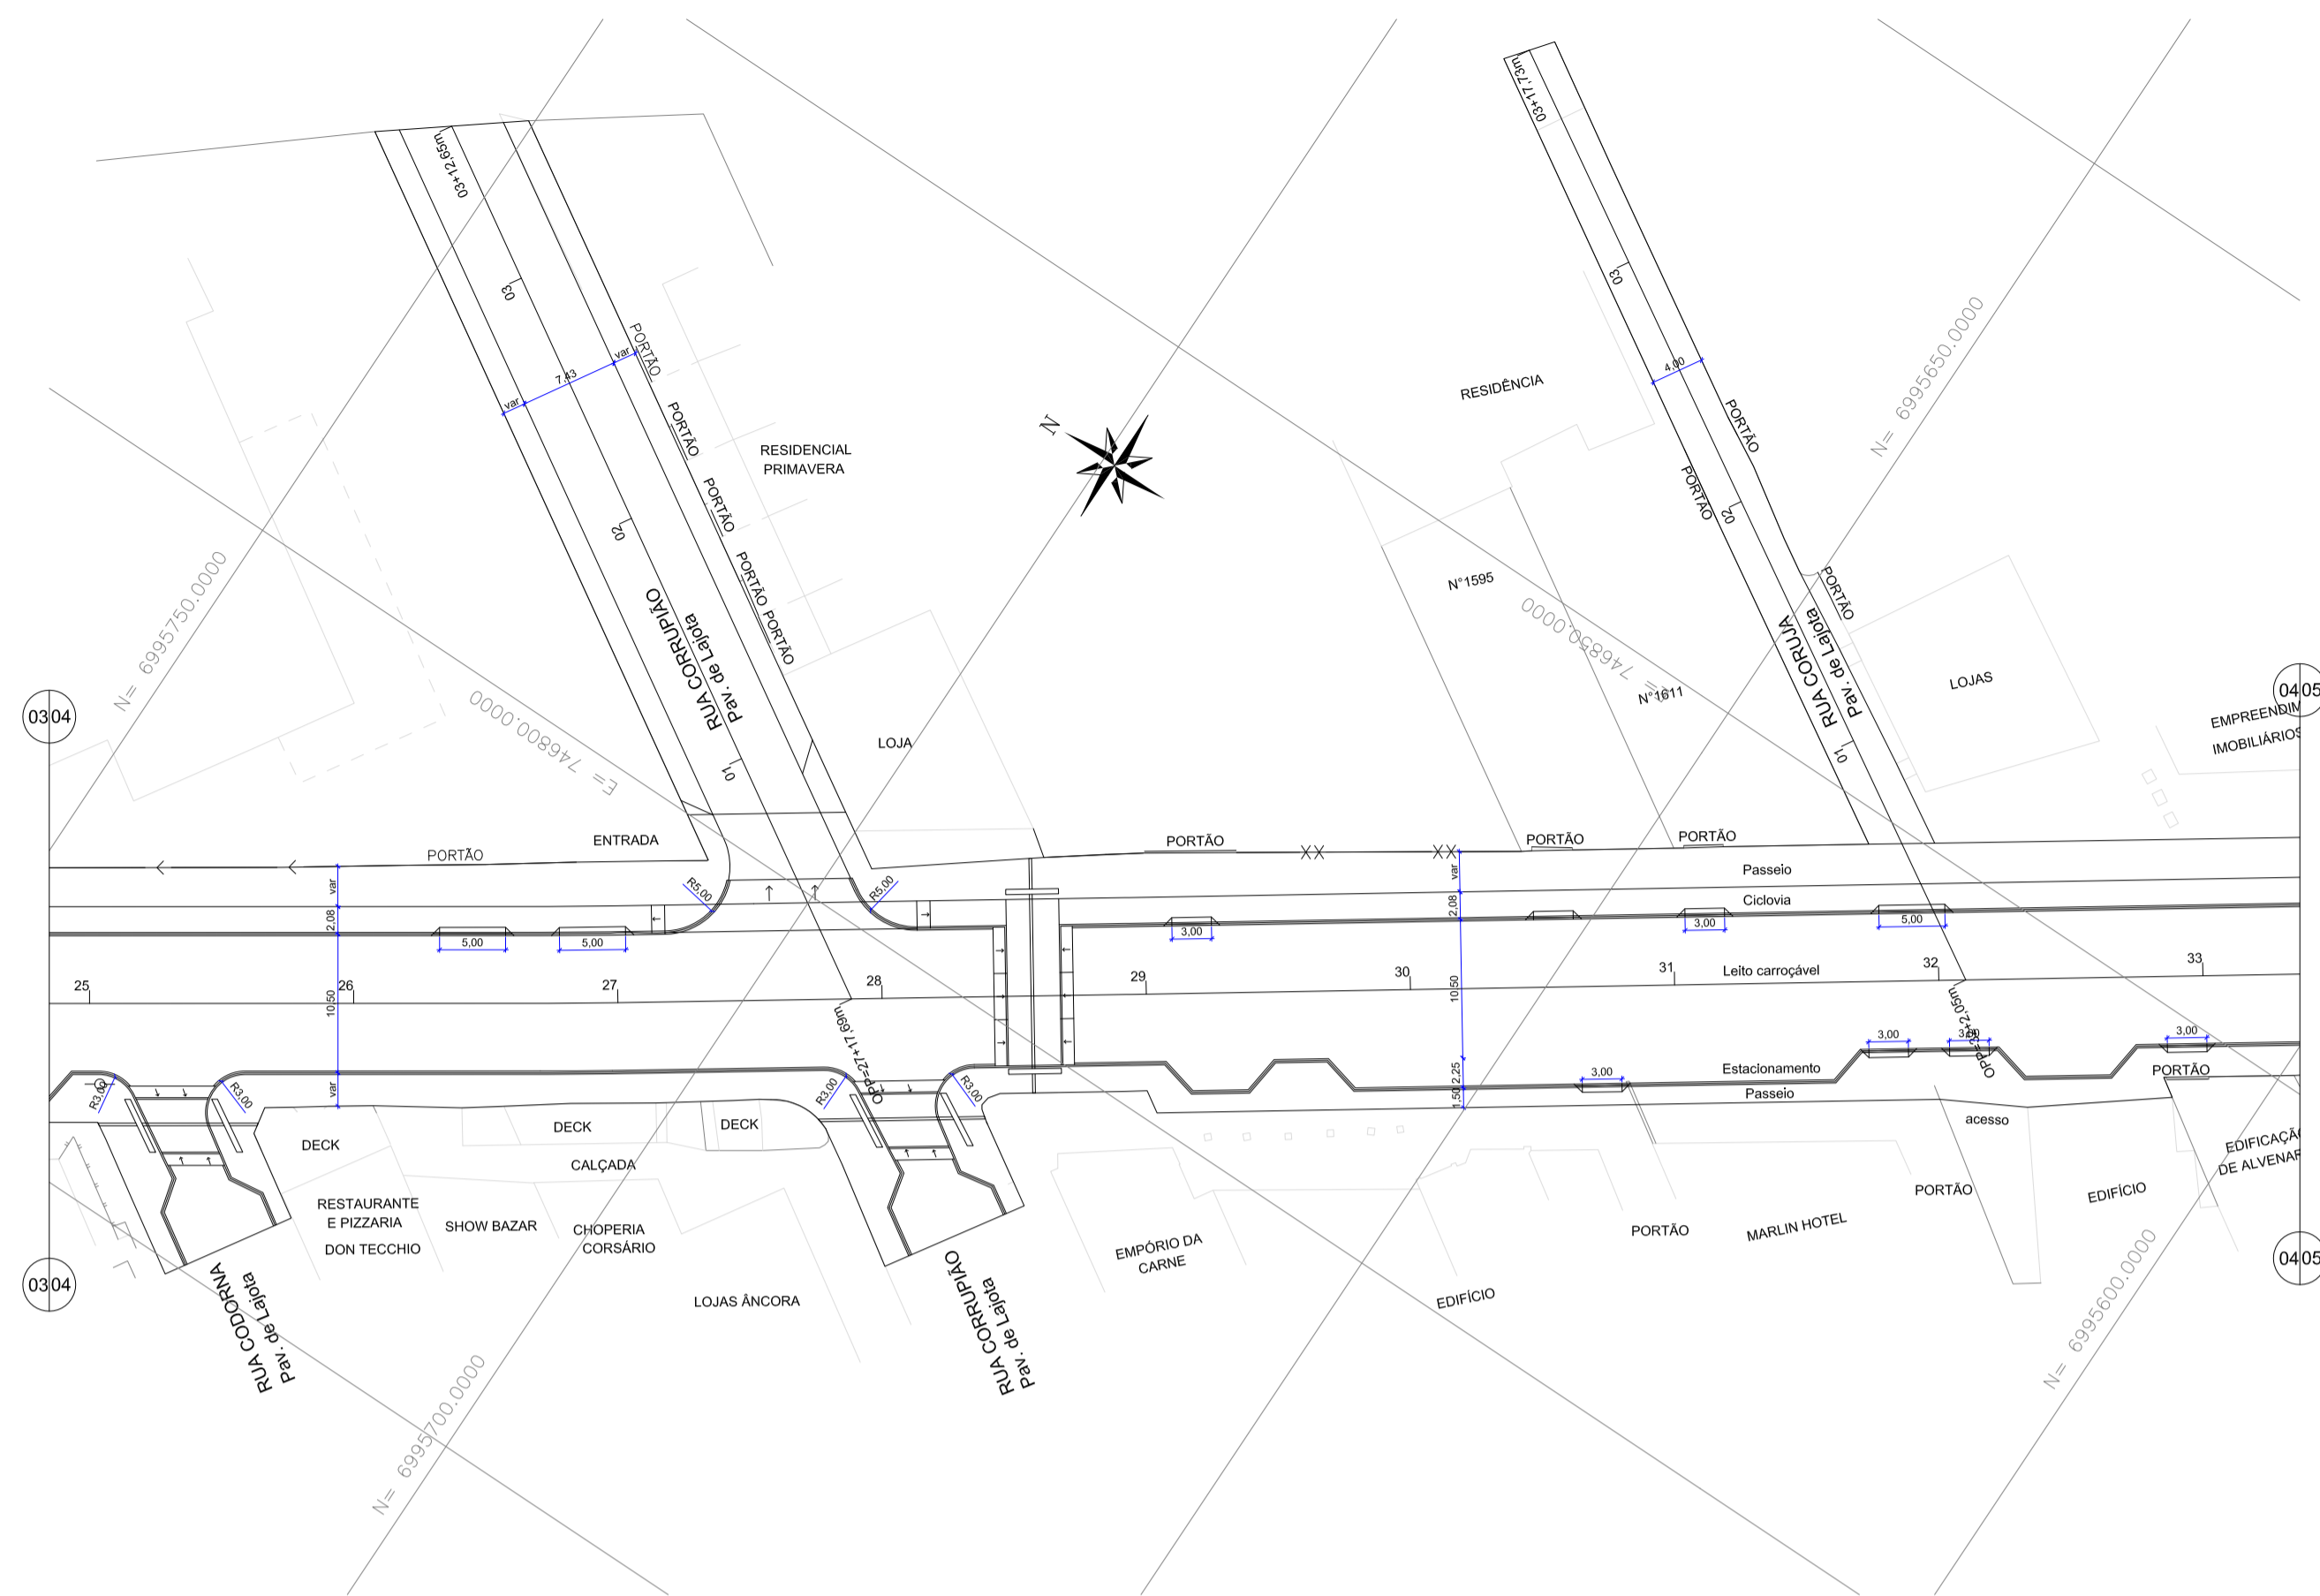 03+17,73m
03+12,65m
03
03
7,43
var
var
PORTÃO
PORTÃO
PORTÃO
PORTÃO
PORTÃO
RESIDENCIAL
PRIMAVERA
N
RESIDÊNCIA
4,00
PORTÃO
PORTÃO
PORTÃO
N= 6995650.0000
02
02
N= 6995750.0000
E= 746800.0000
746850.0000
N°1595
N°1611
RUA CORRUPIÃO
Pav. de Lajota
RUA CORUJA
Pav. de Lajota
LOJAS
IMOBILIÁRIOS
03 04
04 05
LOJA
01
01
ENTRADA
PORTÃO
PORTÃO
PORTÃO
PORTÃO
Passeio
Ciclovia
var
2,08
10,50
var
R5,00
R5,00
5,00
5,00
var
2,08
10,50
2,25
1,50
3,00
3,00
5,00
25
26
27
28
29
30
31
32
33
Leito carroçável
OPP=27+17,69m
Estacionamento
Passeio
3,00
3,00
3,00
3,00
PORTÃO
R3,00
R3,00
R3,00
R3,00
DECK
DECK
DECK
CALÇADA
RESTAURANTE
E PIZZARIA
DON TECCHIO
SHOW BAZAR
CHOPERIA
CORSÁRIO
LOJAS ÂNCORA
EMPÓRIO DA
CARNE
EDIFÍCIO
PORTÃO
MARLIN HOTEL
PORTÃO
acesso
EDIFÍCIO
03 04
04 05
RUA CODORNA
Pav. de Lajota
RUA CORRUPIÃO
Pav. de Lajota
N= 6995700.0000
N= 6995600.0000